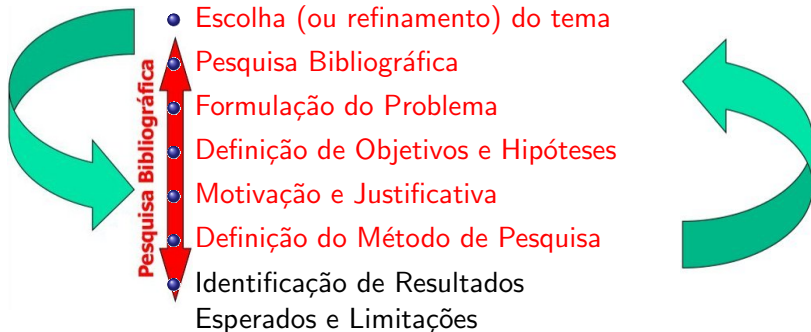 Escolha (ou refinamento) do tema
Pesquisa Bibliográfica
Formulação do Problema
Definição de Objetivos e Hipóteses
Motivação e Justificativa
Definição do Método de Pesquisa
Identificação de Resultados
Esperados e Limitações
Pesquisa Bibliográfica